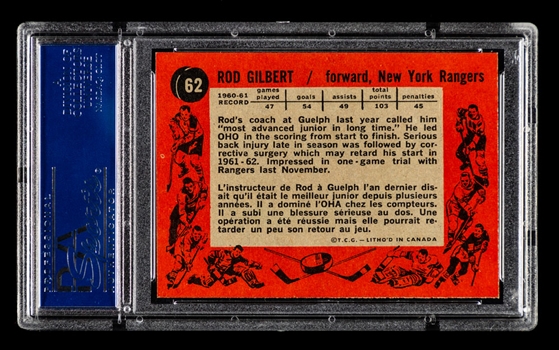 62 ROD GILBERT / forward, New York Rangers
1960-61 RECORD games played goals assists total points penalties
47 54 49 103 45
Rod's coach at Guelph last year called him
"most advanced junior in long time." He led
OHO in the scoring from start to finish. Serious
back injury late in season was followed by
corrective surgery which may retard his start in
1961-62. Impressed in one-game trial with
Rangers last November.
L'instructeur de Rod à Guelph l'an dernier dis-
ait qu'il était le meilleur junior depuis plusieurs
années. Il a dominé l'OHA chez les compteurs.
Il a subi une blessure sérieuse au dos. Une
opération a été réussie mais elle pourrait re-
tarder un peu son retour au jeu.
©T.C.G. - LITHO'D IN CANADA
PSA